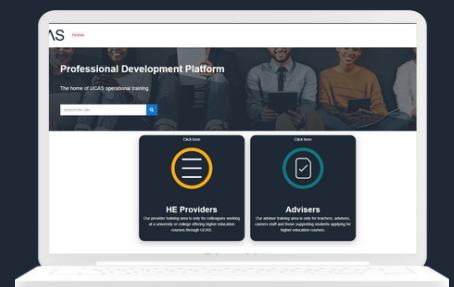 AS Home
Professional Development Platform
The home of UCAS operational training
Search the site...
Click here
HE Providers
Our provider training area is only for colleagues working
at a university or college offering higher education
courses through UCAS.
Click here
Advisers
Our adviser training area is only for teachers, advisers,
careers staff and those supporting students applying for
higher education courses.